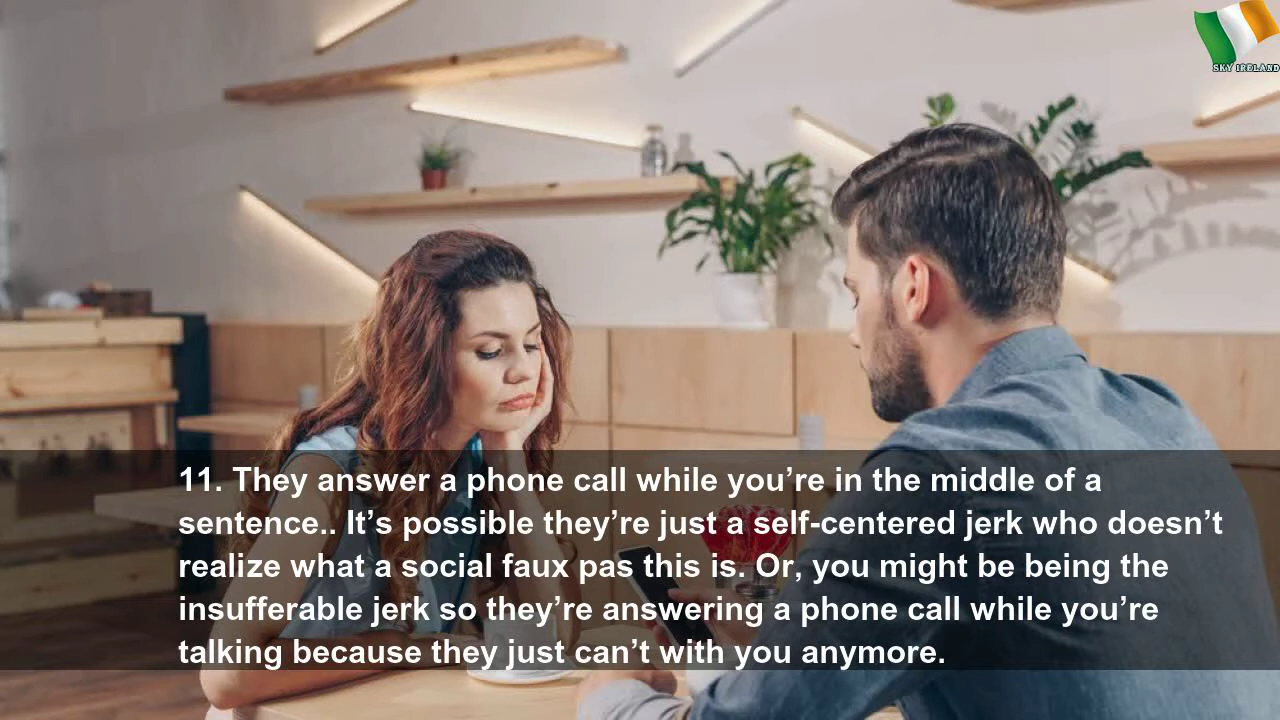 SKY IRELAND
11. They answer a phone call while you’re in the middle of a
sentence.. It’s possible they’re just a self-centered jerk who doesn’t
realize what a social faux pas this is. Or, you might be being the
insufferable jerk so they’re answering a phone call while you’re
talking because they just can’t with you anymore.